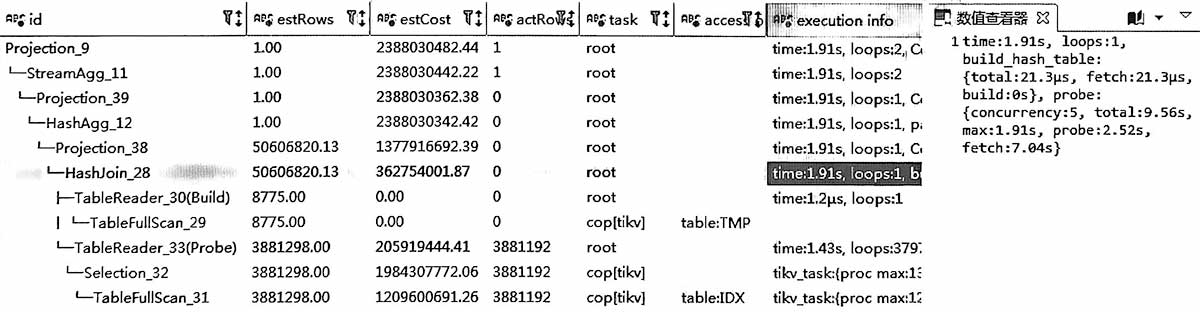 id estRows estCost actRo task acces execution info 数值查看器
Projection_9 1.00 2388030482.44 1 root time:1.91s, loops:2, C
└─StreamAgg_11 1.00 2388030442.22 1 root time:1.91s, loops:2
└─Projection_39 1.00 2388030362.38 0 root time:1.91s, loops:1, C
└─HashAgg_12 1.00 2388030342.42 0 root time:1.91s, loops:1, pa
└─Projection_38 50606820.13 1377916692.39 0 root time:1.91s, loops:1, C
└─HashJoin_28 50606820.13 362754001.87 0 root time:1.91s, loops:1, b
├─TableReader_30(Build) 8775.00 0.00 0 root time:1.2µs, loops:1
| └─TableFullScan_29 8775.00 0.00 0 cop[tikv] table:TMP
└─TableReader_33(Probe) 3881298.00 205919444.41 3881192 root time:1.43s, loops:3797
└─Selection_32 3881298.00 1984307772.06 3881192 cop[tikv] tikv_task:{proc max:13
└─TableFullScan_31 3881298.00 1209600691.26 3881192 cop[tikv] table:IDX tikv_task:{proc max:12
1 time:1.91s, loops:1,
build_hash_table:
{total:21.3µs, fetch:21.3µs,
build:0s}, probe:
{concurrency:5, total:9.56s,
max:1.91s, probe:2.52s,
fetch:7.04s}